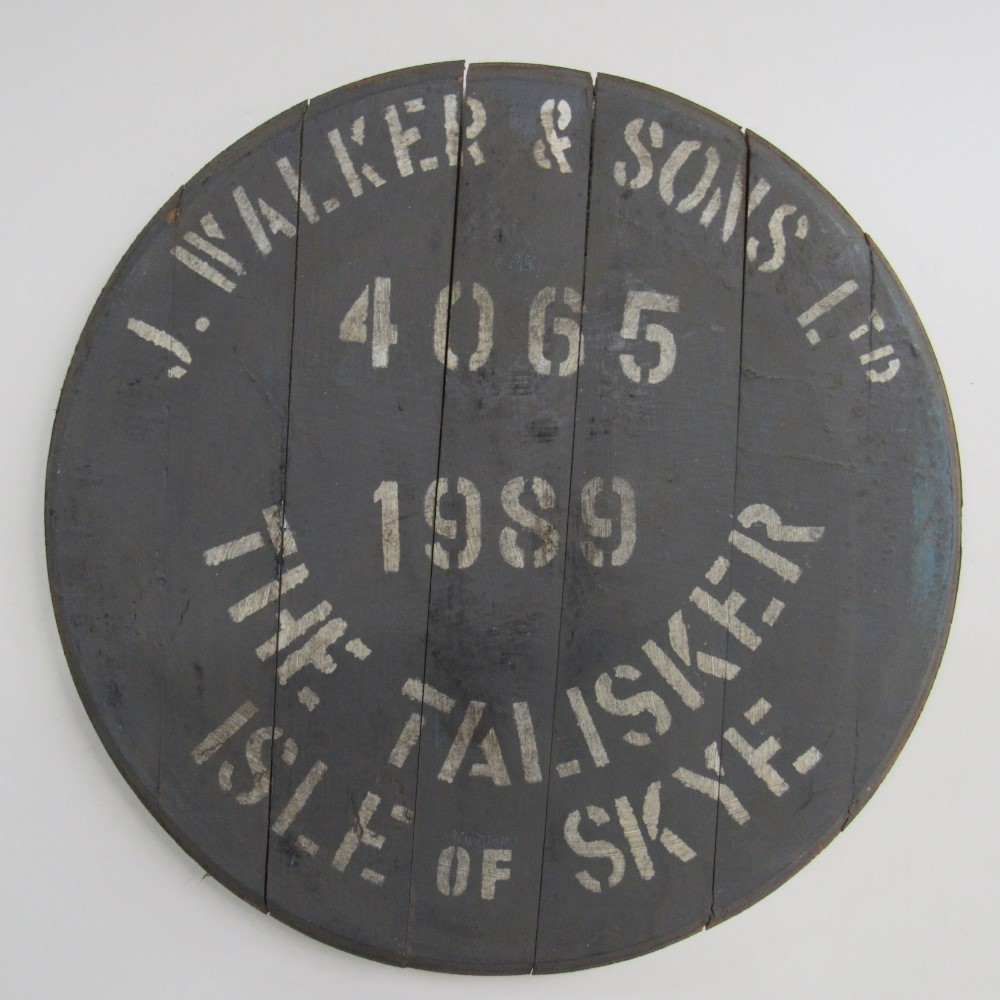 J. WALKER & SONS LTD
4065
1989
THE TALISKER
ISLE OF SKYE